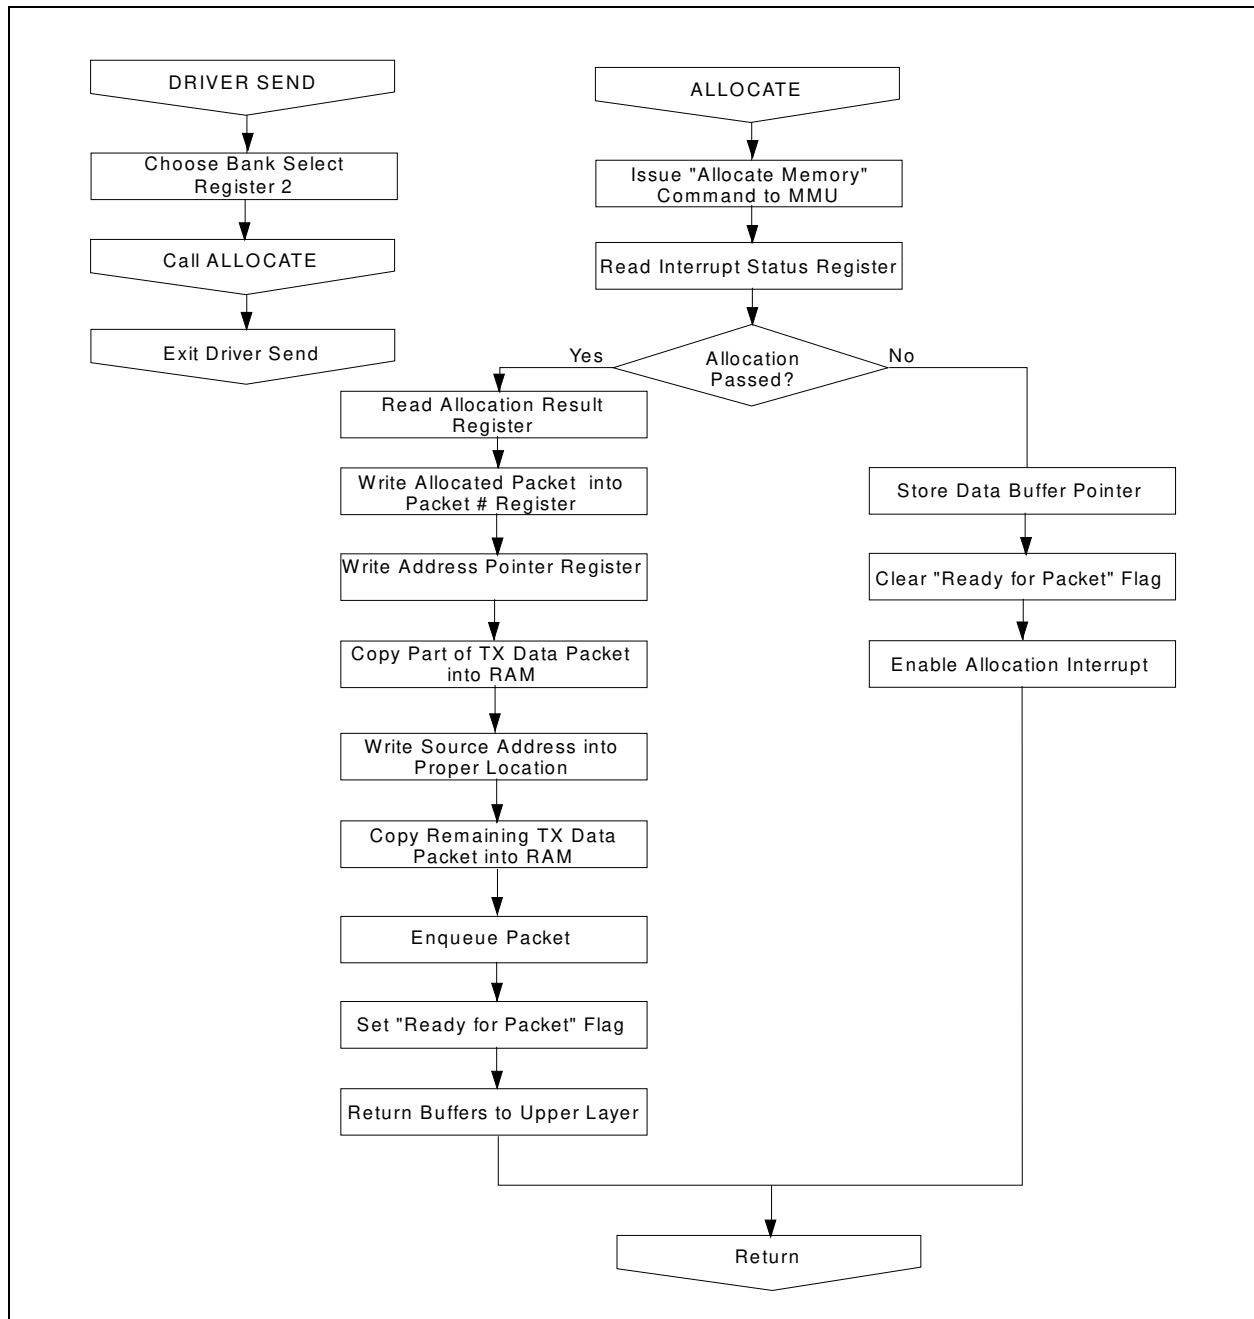 DRIVER SEND
Choose Bank Select
Register 2
Call ALLOCATE
Exit Driver Send
ALLOCATE
Issue "Allocate Memory"
Command to MMU
Read Interrupt Status Register
Allocation
Passed?
Yes
No
Read Allocation Result
Register
Write Allocated Packet into
Packet # Register
Write Address Pointer Register
Copy Part of TX Data Packet
into RAM
Write Source Address into
Proper Location
Copy Remaining TX Data
Packet into RAM
Enqueue Packet
Set "Ready for Packet" Flag
Return Buffers to Upper Layer
Store Data Buffer Pointer
Clear "Ready for Packet" Flag
Enable Allocation Interrupt
Return